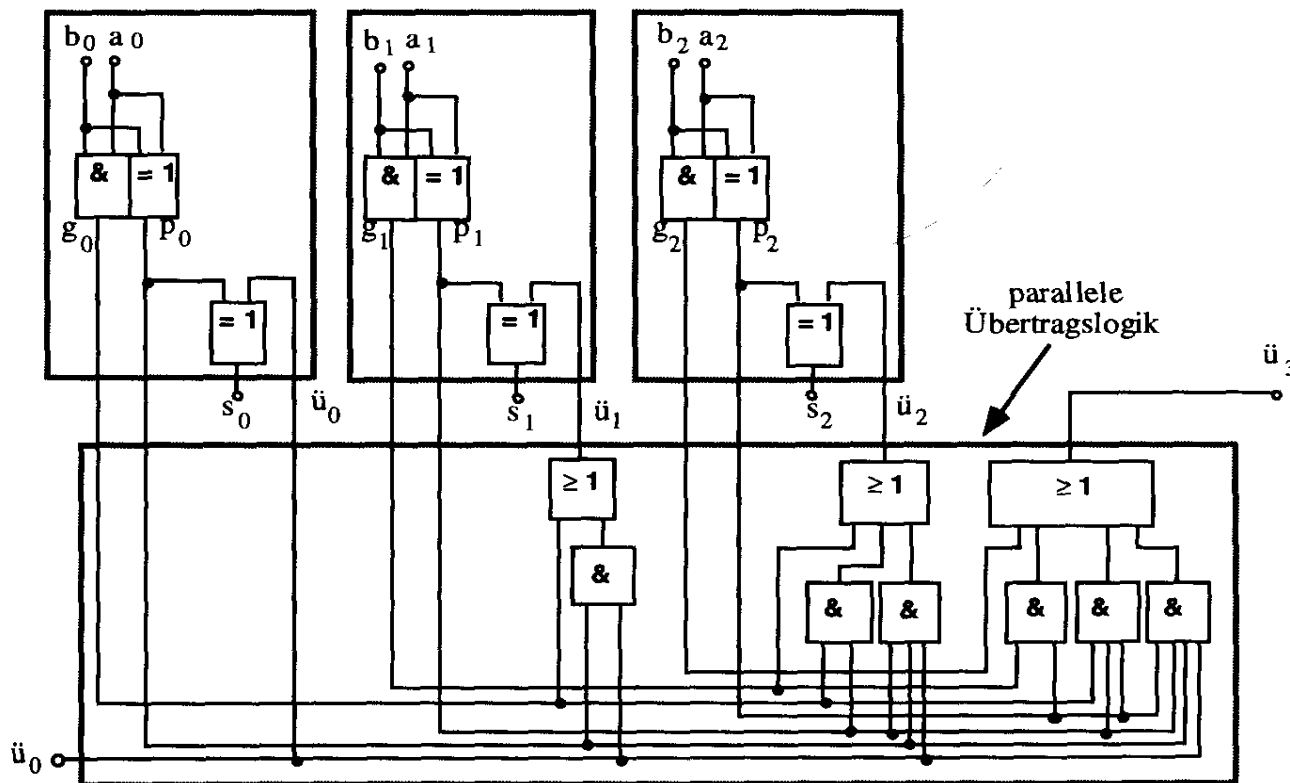 b0 a0
b1 a1
b2 a2
& = 1
& = 1
& = 1
g0 p0
g1 p1
g2 p2
= 1
= 1
= 1
parallele
Übertragslogik
ü3
s0 ü0
s1 ü1
s2 ü2
≥ 1
≥ 1
≥ 1
&
& &
& & &
ü0